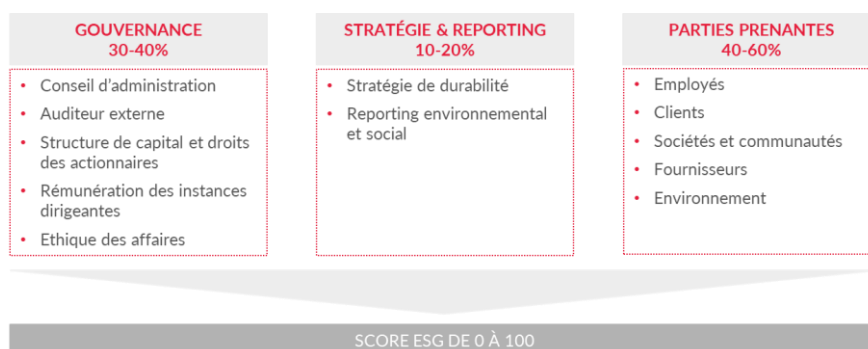 GOUVERNANCE
30-40%
• Conseil d'administration
• Auditeur externe
• Structure de capital et droits
des actionnaires
• Rémunération des instances
dirigeantes
• Ethique des affaires
STRATÉGIE & REPORTING
10-20%
• Stratégie de durabilité
• Reporting environnemental
et social
PARTIES PRENANTES
40-60%
• Employés
• Clients
• Sociétés et communautés
• Fournisseurs
• Environnement
SCORE ESG DE 0 À 100